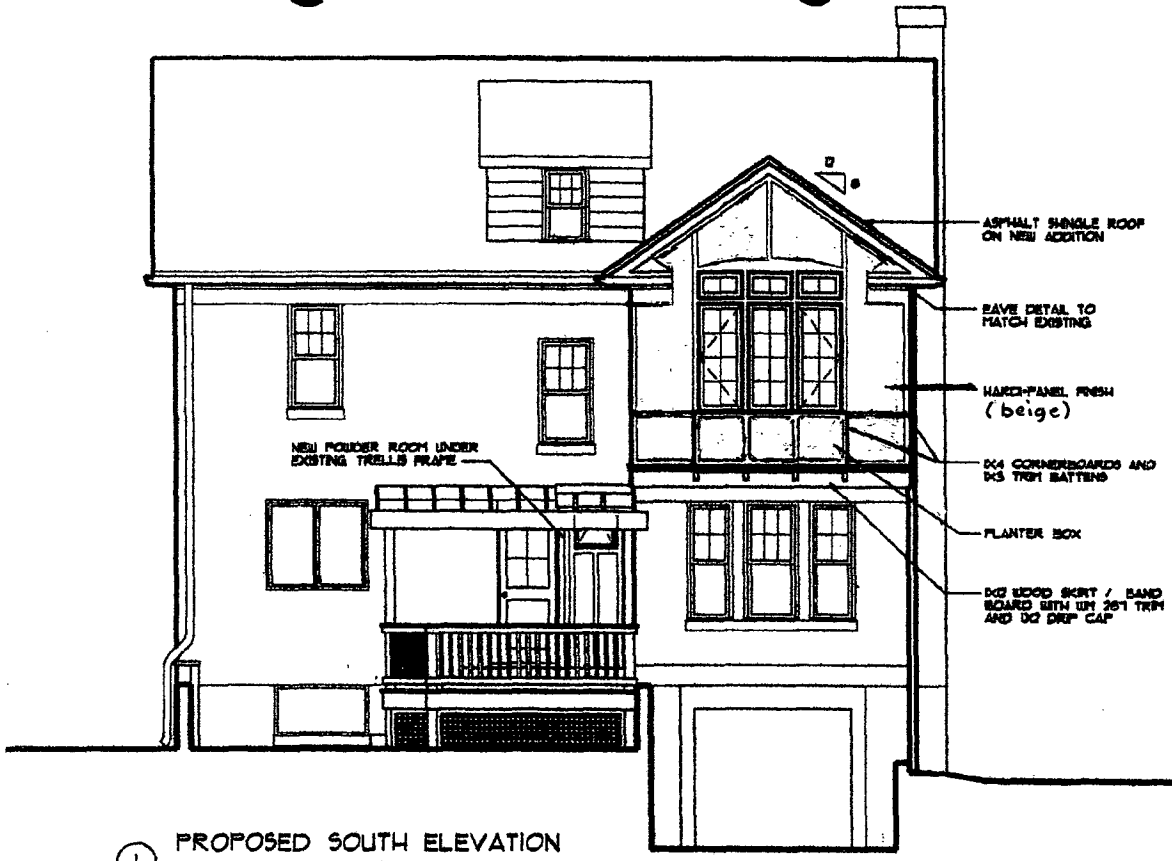 12
ASPHALT SHINGLE ROOF
ON NEW ADDITION
EAVE DETAIL TO
MATCH EXISTING
HARDI-PANEL FINISH
(beige)
NEW POWDER ROOM UNDER
EXISTING TRELLIS FRAME
1X4 CORNERBOARDS AND
1X3 TRIM BATTENS
PLANTER BOX
WOOD SKIRT / BAND
BOARD WITH WM TRIM
AND 1X2 DRIP CAP
1 PROPOSED SOUTH ELEVATION